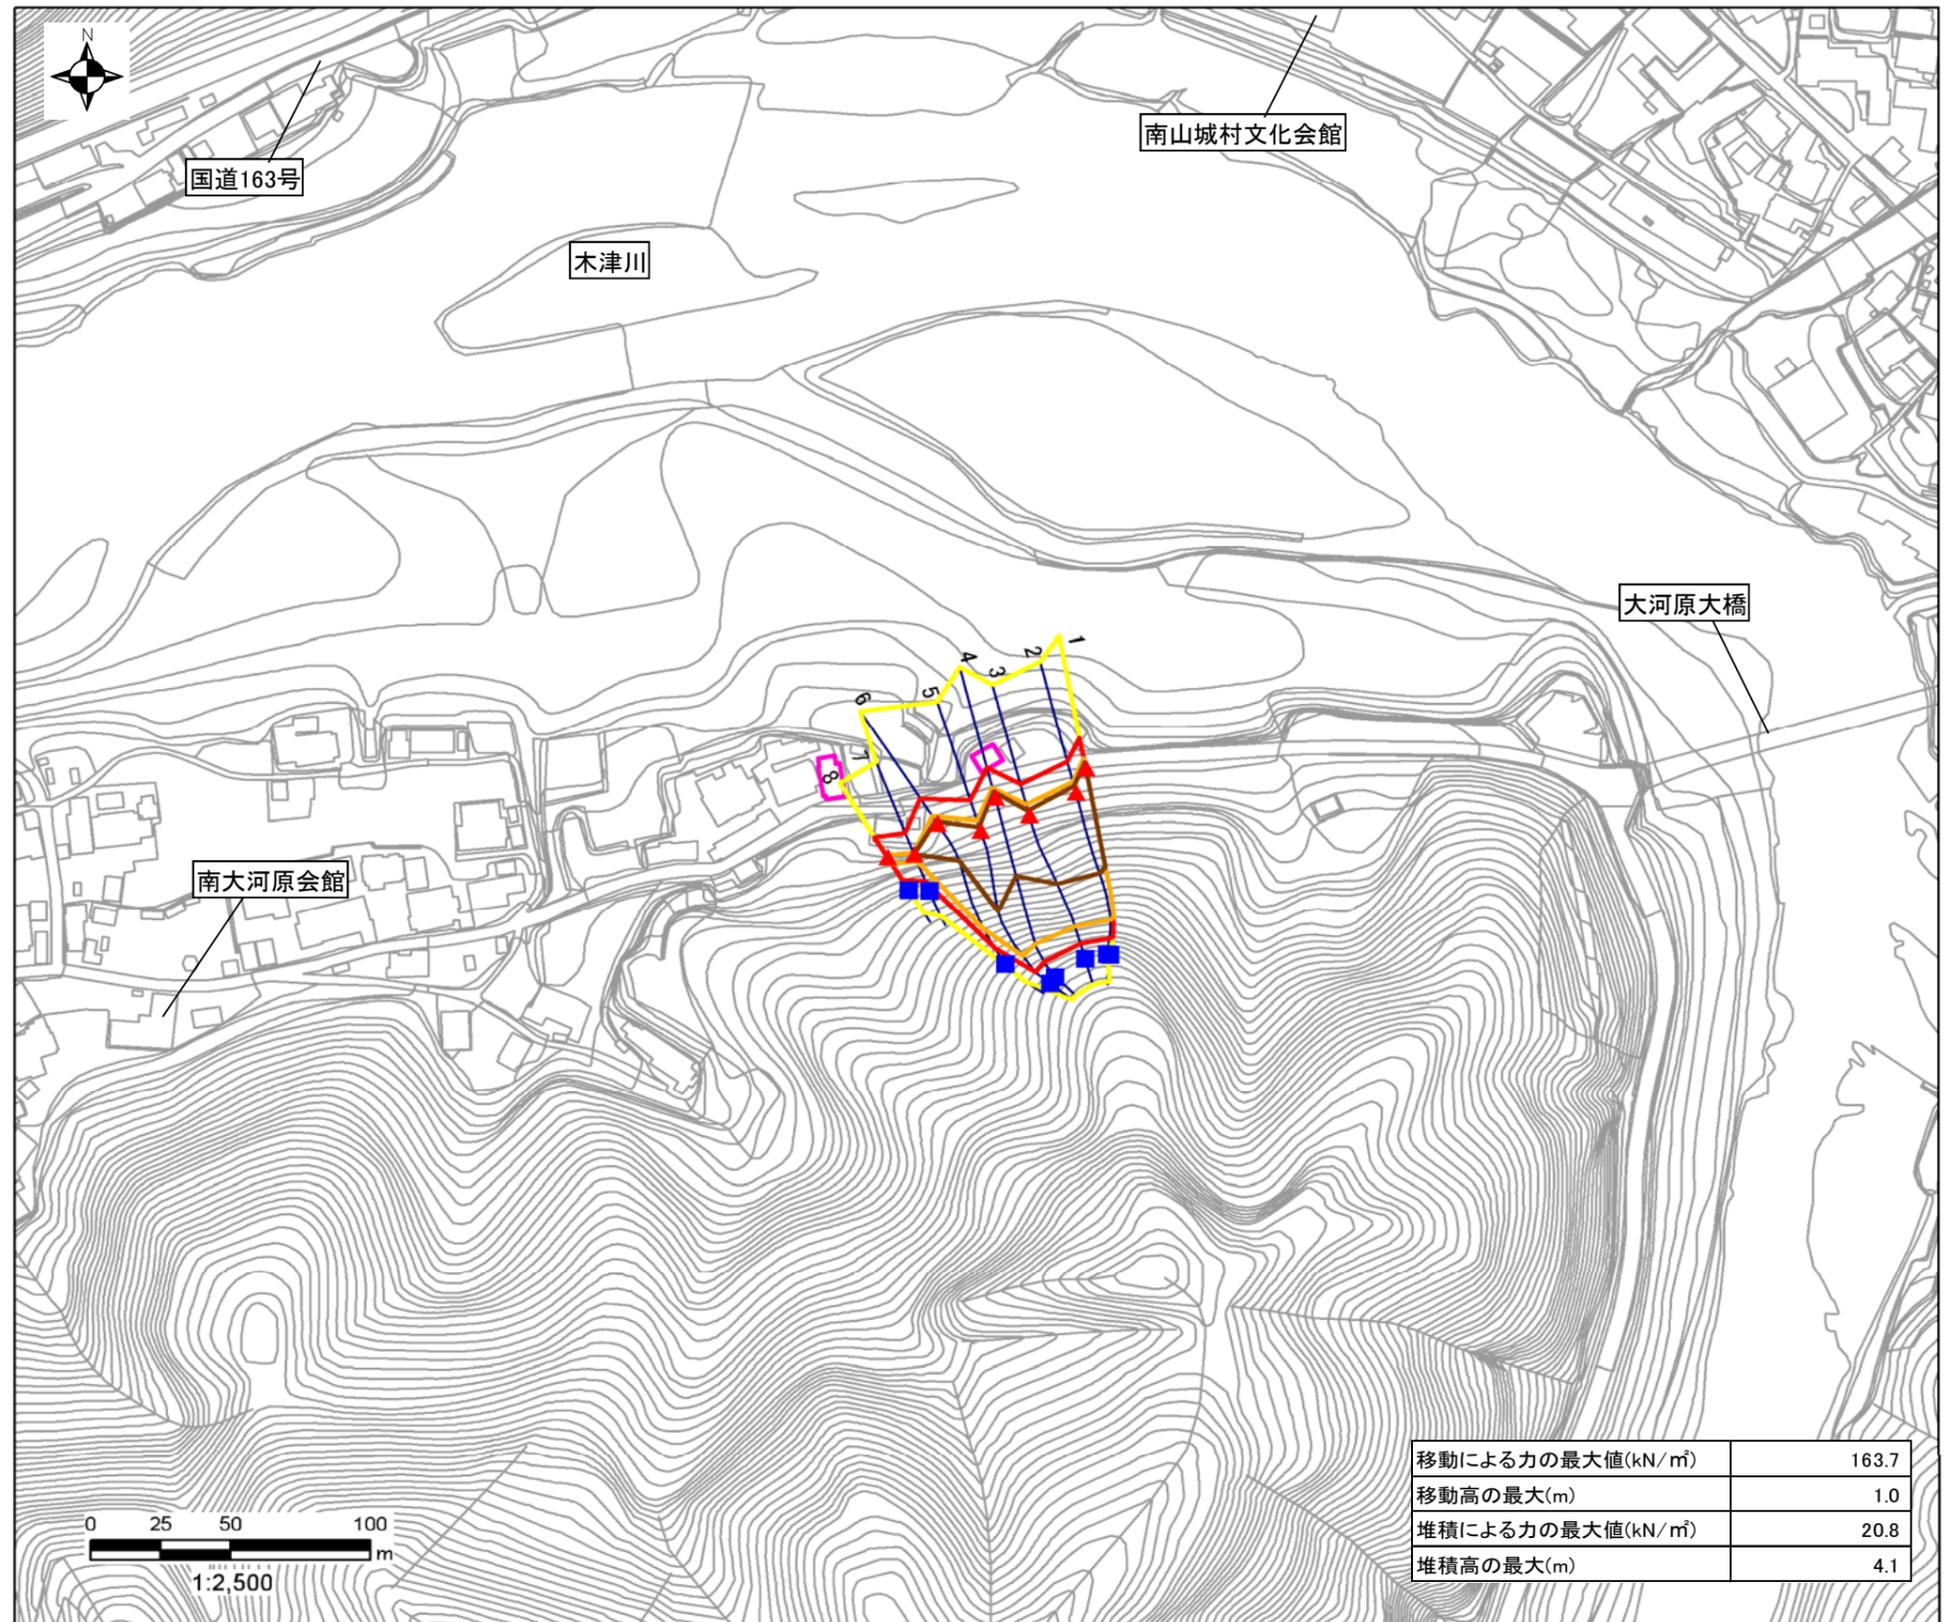 N
国道163号
南山城村文化会館
木津川
大河原大橋
1
2
3
4
5
6
7
8
南大河原会館
移動による力の最大値(kN/㎡) 163.7
移動高の最大(m) 1.0
堆積による力の最大値(kN/㎡) 20.8
堆積高の最大(m) 4.1
0 25 50 100
m
1:2,500